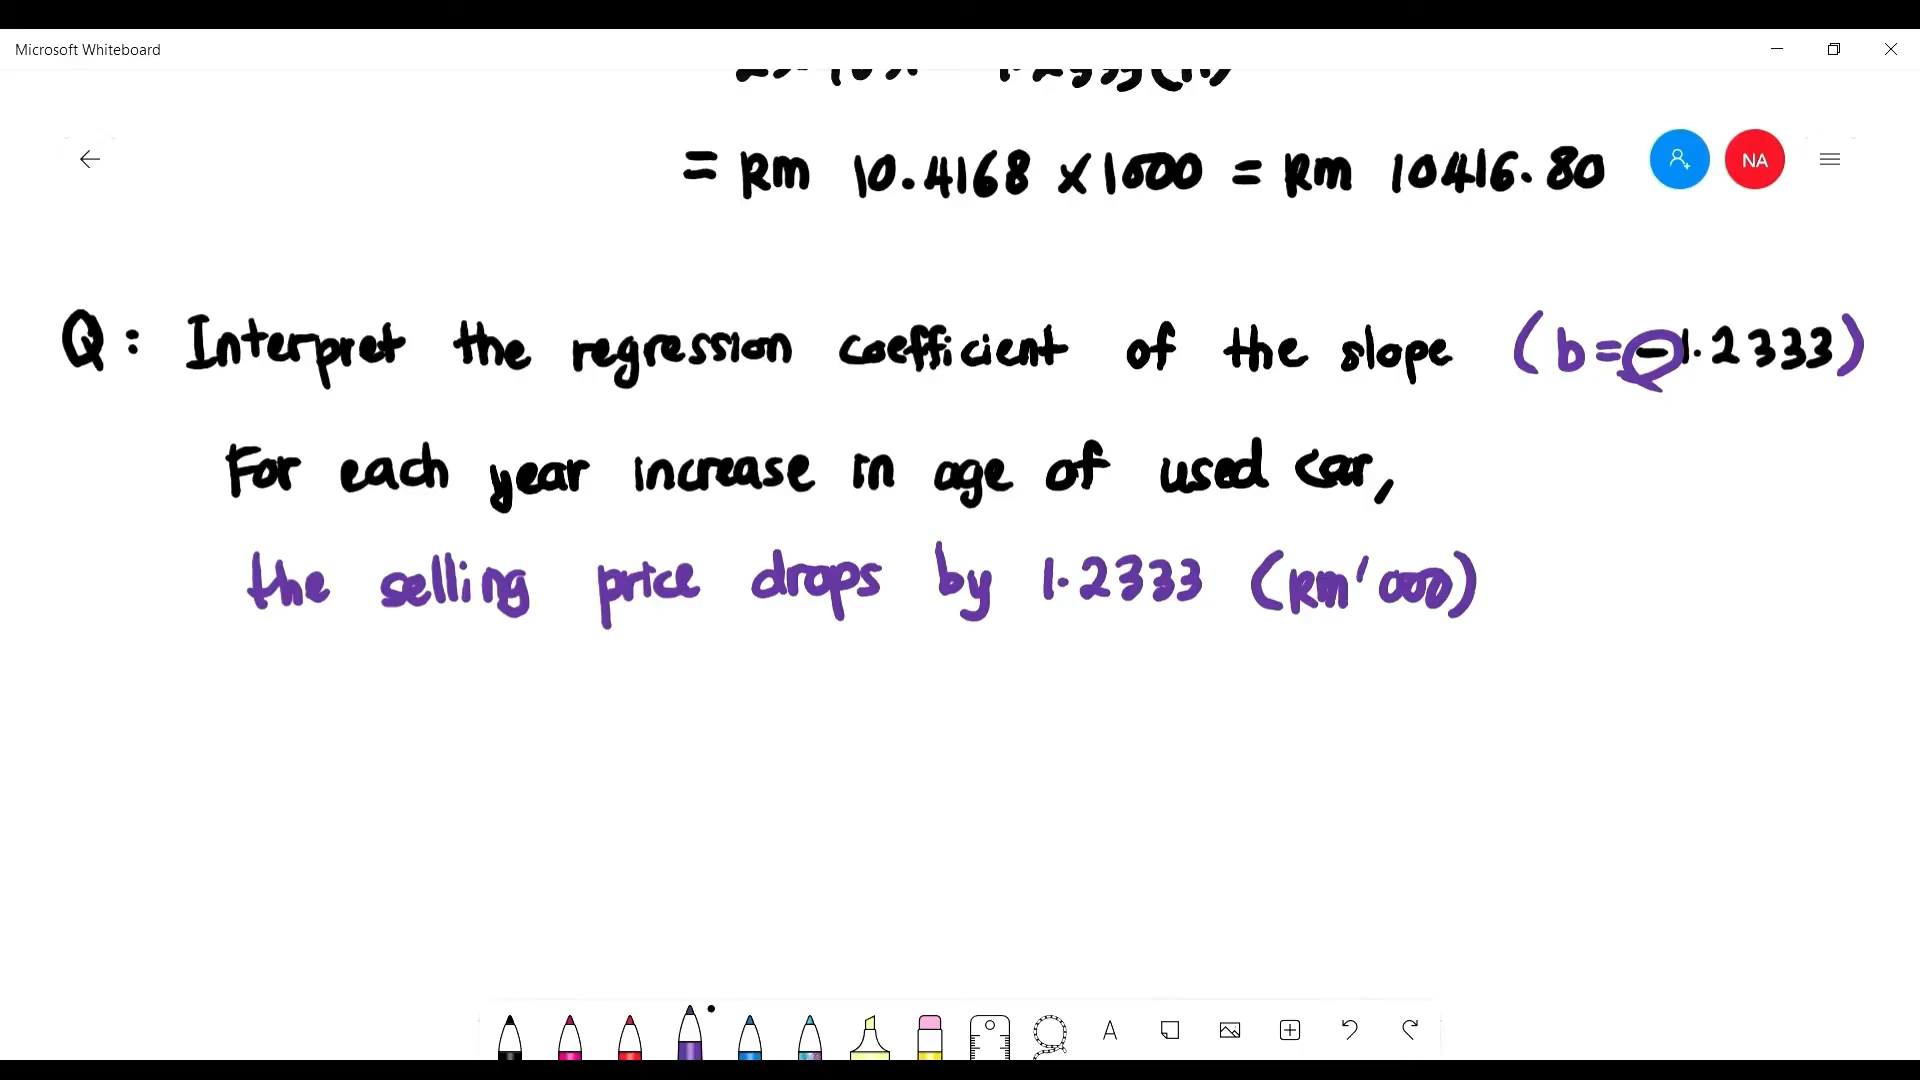 Microsoft Whiteboard
= RM 10.4168 x 1000 = RM 10416.80
NA
Q: Interpret the regression coefficient of the slope (b=-1.2333)
For each year increase in age of used car,
the selling price drops by 1.2333 (RM'000)